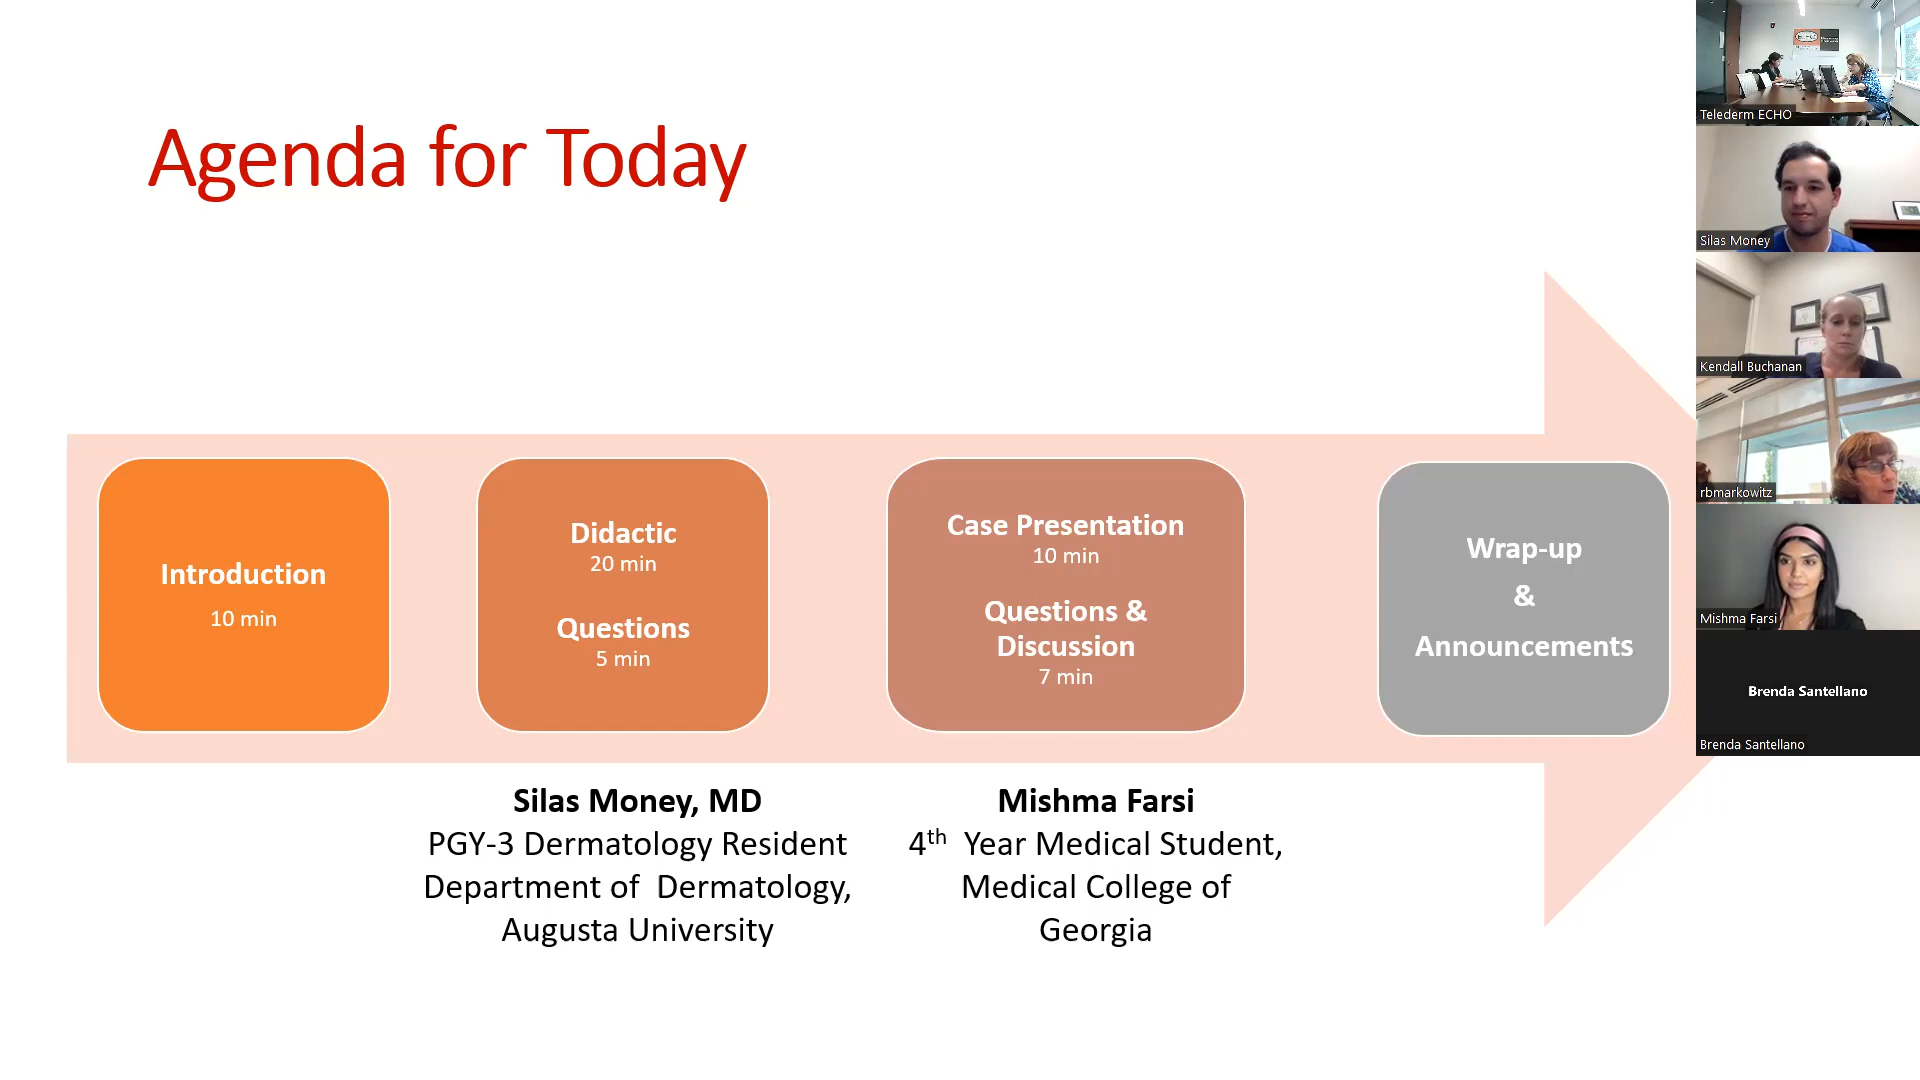 Agenda for Today
Introduction
10 min
Didactic
20 min
Questions
5 min
Case Presentation
10 min
Questions &
Discussion
7 min
Wrap-up
&
Announcements
Silas Money, MD
PGY-3 Dermatology Resident
Department of Dermatology,
Augusta University
Mishma Farsi
4th Year Medical Student,
Medical College of
Georgia
Telederm ECHO
Silas Money
Kendall Buchanan
rbmarkowitz
Mishma Farsi
Brenda Santellano
Brenda Santellano